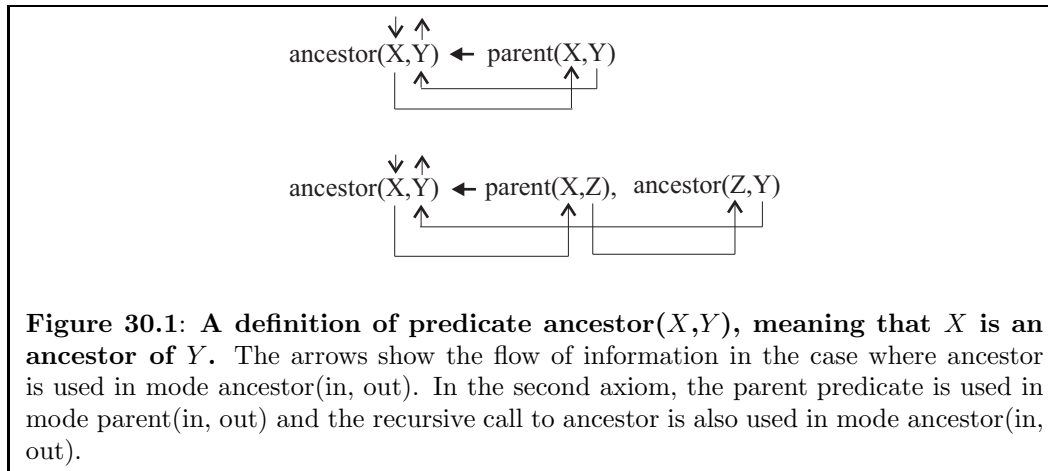 ancestor(X,Y) ← parent(X,Y)
ancestor(X,Y) ← parent(X,Z), ancestor(Z,Y)
Figure 30.1: A definition of predicate ancestor(X,Y), meaning that X is an
ancestor of Y. The arrows show the flow of information in the case where ancestor
is used in mode ancestor(in, out). In the second axiom, the parent predicate is used in
mode parent(in, out) and the recursive call to ancestor is also used in mode ancestor(in,
out).